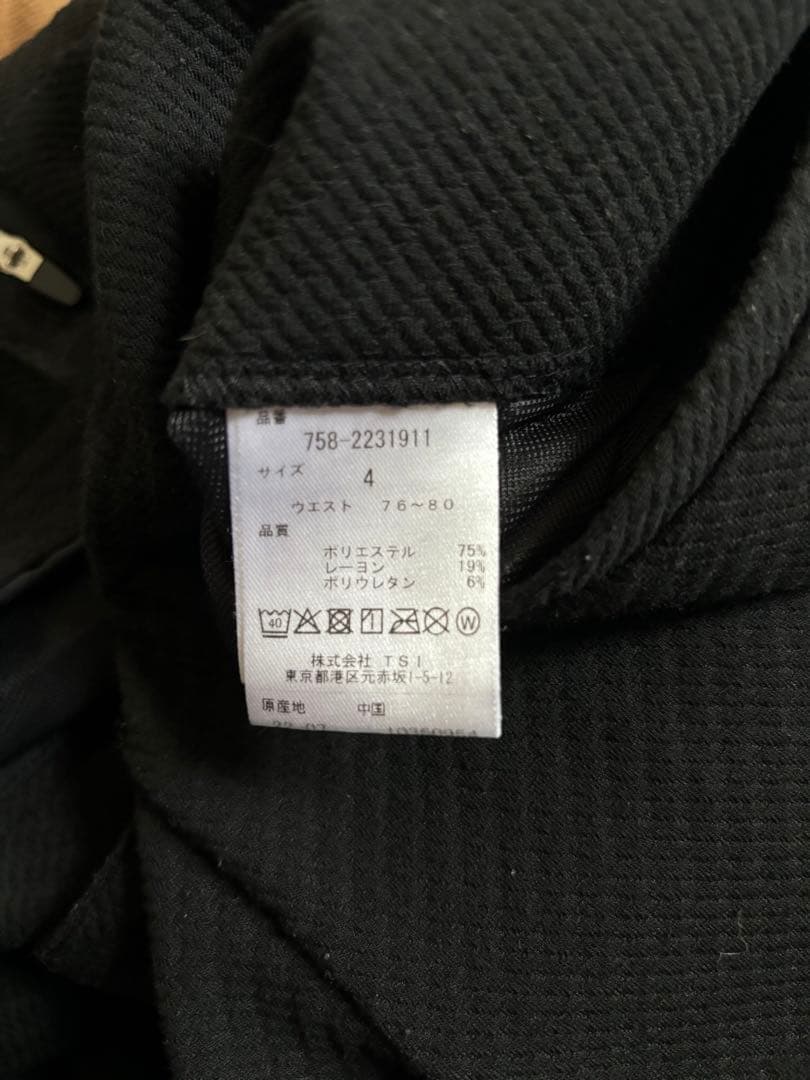 品番
758-2231911
サイズ
4
ウエスト 76～80
品質
ポリエステル 75%
レーヨン 19%
ポリウレタン 6%
40 W
株式会社 TSI
東京都港区元赤坂1-5-12
原産地 中国